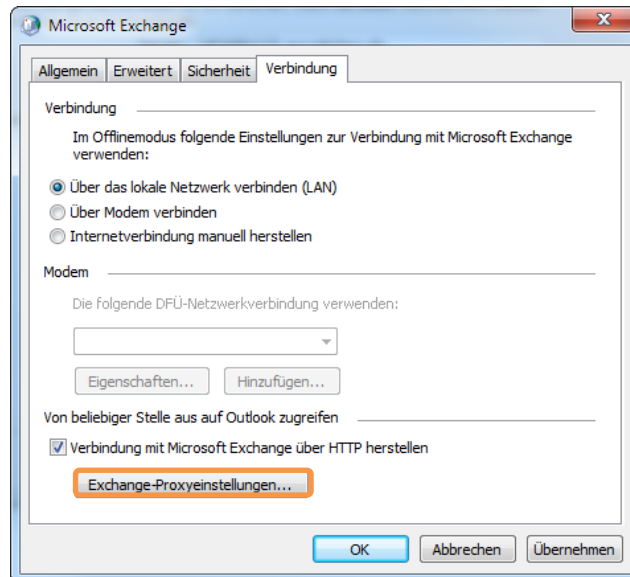 Microsoft Exchange
Allgemein Erweitert Sicherheit Verbindung
Verbindung
Im Offlinemodus folgende Einstellungen zur Verbindung mit Microsoft Exchange
verwenden:
Über das lokale Netzwerk verbinden (LAN)
Über Modem verbinden
Internetverbindung manuell herstellen
Modem
Die folgende DFÜ-Netzwerkverbindung verwenden:
Eigenschaften... Hinzufügen...
Von beliebiger Stelle aus auf Outlook zugreifen
Verbindung mit Microsoft Exchange über HTTP herstellen
Exchange-Proxyeinstellungen...
OK Abbrechen Übernehmen